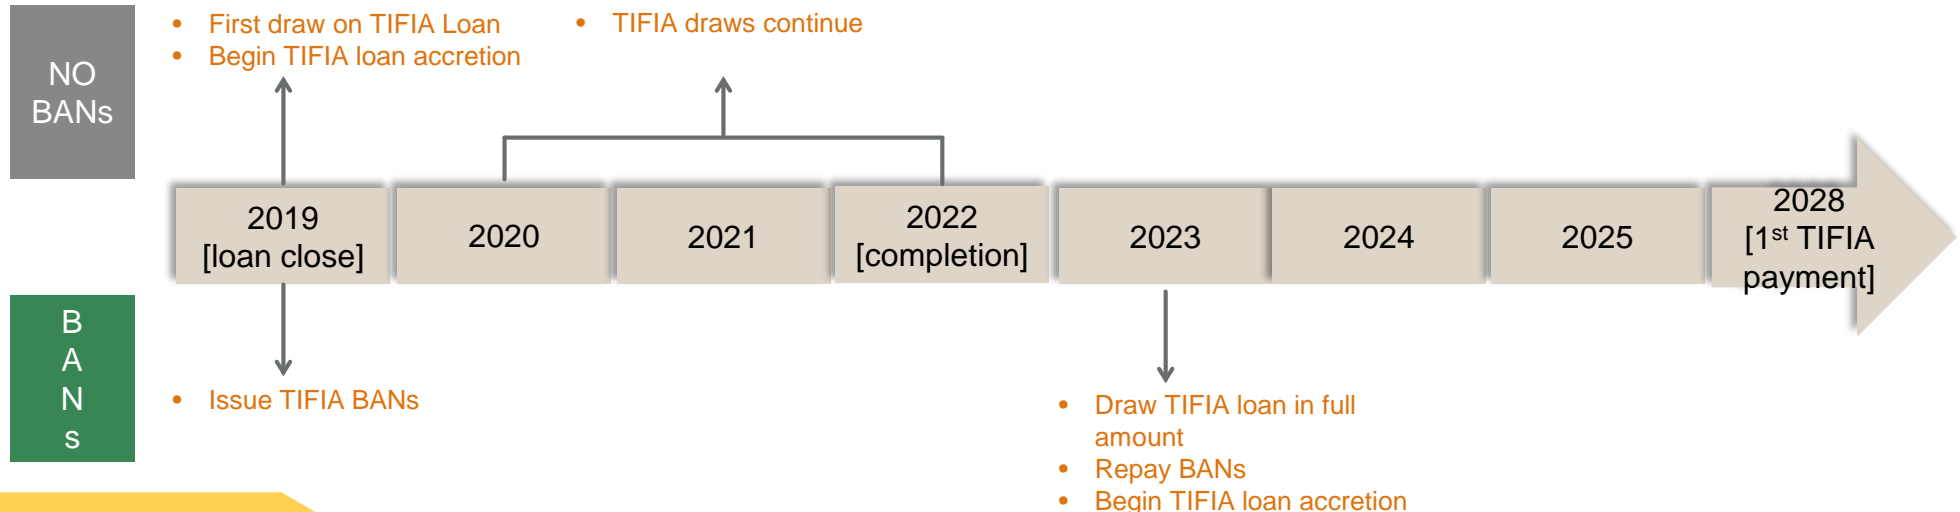 NO
BANs
• First draw on TIFIA Loan
• Begin TIFIA loan accretion
• TIFIA draws continue
2019
[loan close]
2020
2021
2022
[completion]
2023
2024
2025
2028
[1st TIFIA
payment]
B
A
N
s
• Issue TIFIA BANs
• Draw TIFIA loan in full
amount
• Repay BANs
• Begin TIFIA loan accretion